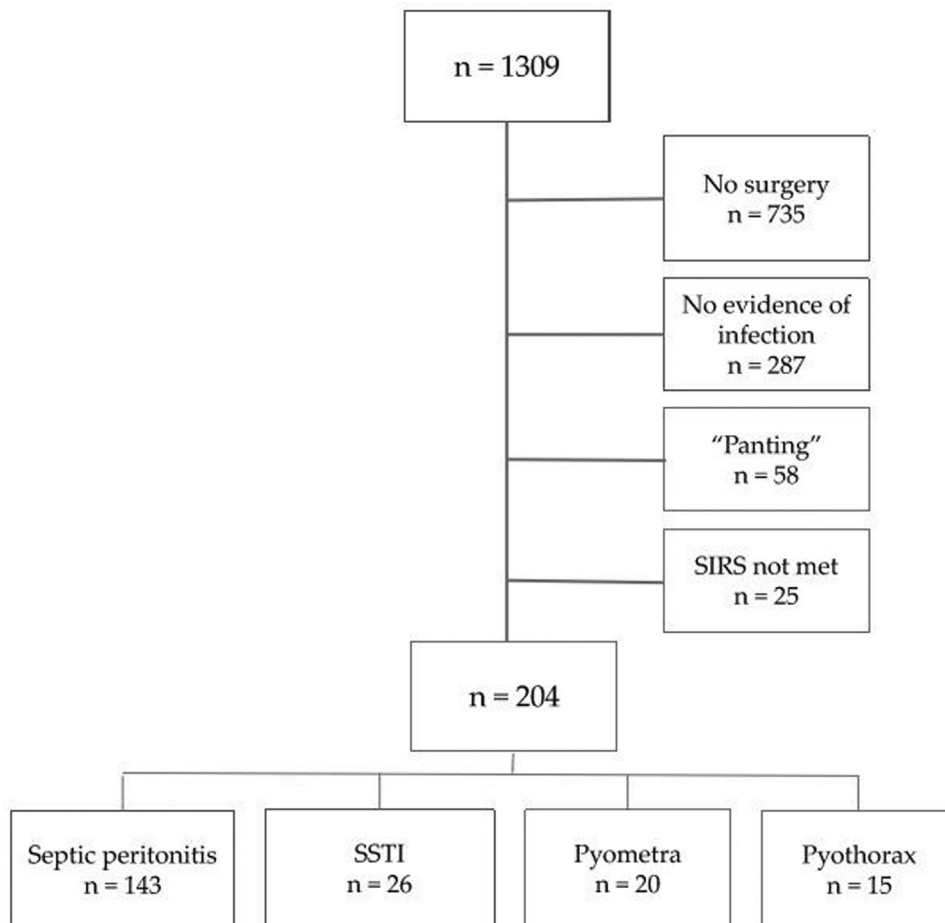 n = 1309
No surgery
n = 735
No evidence of
infection
n = 287
“Panting”
n = 58
SIRS not met
n = 25
n = 204
Septic peritonitis
n = 143
SSTI
n = 26
Pyometra
n = 20
Pyothorax
n = 15